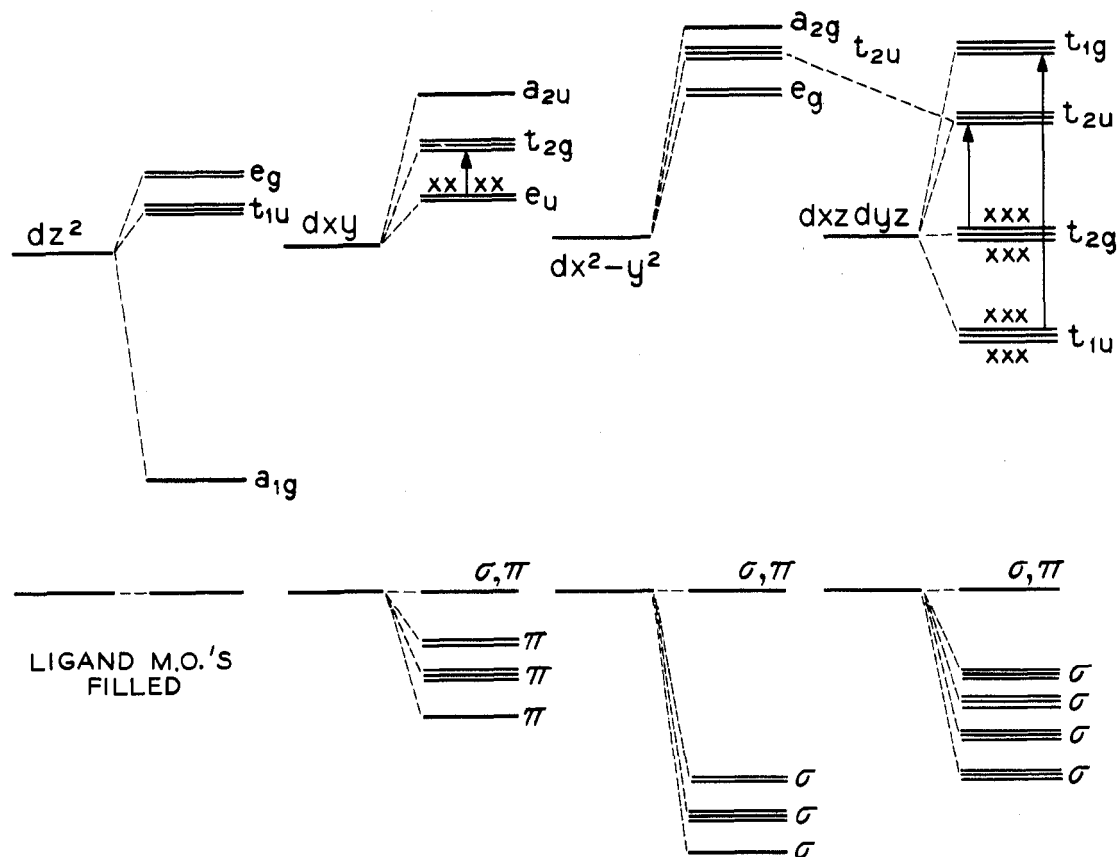 a₂g
t₂u
t₁g
a₂u
eg
t₂u
t₂g
eg
xx xx
eu
t₁u
xxx
dz²
dxy
dx²-y²
dxz dyz
t₂g
xxx
xxx
t₁u
xxx
a₁g
σ,π
σ,π
σ,π
LIGAND M.O.'S
FILLED
π
π
π
σ
σ
σ
σ
σ
σ
σ